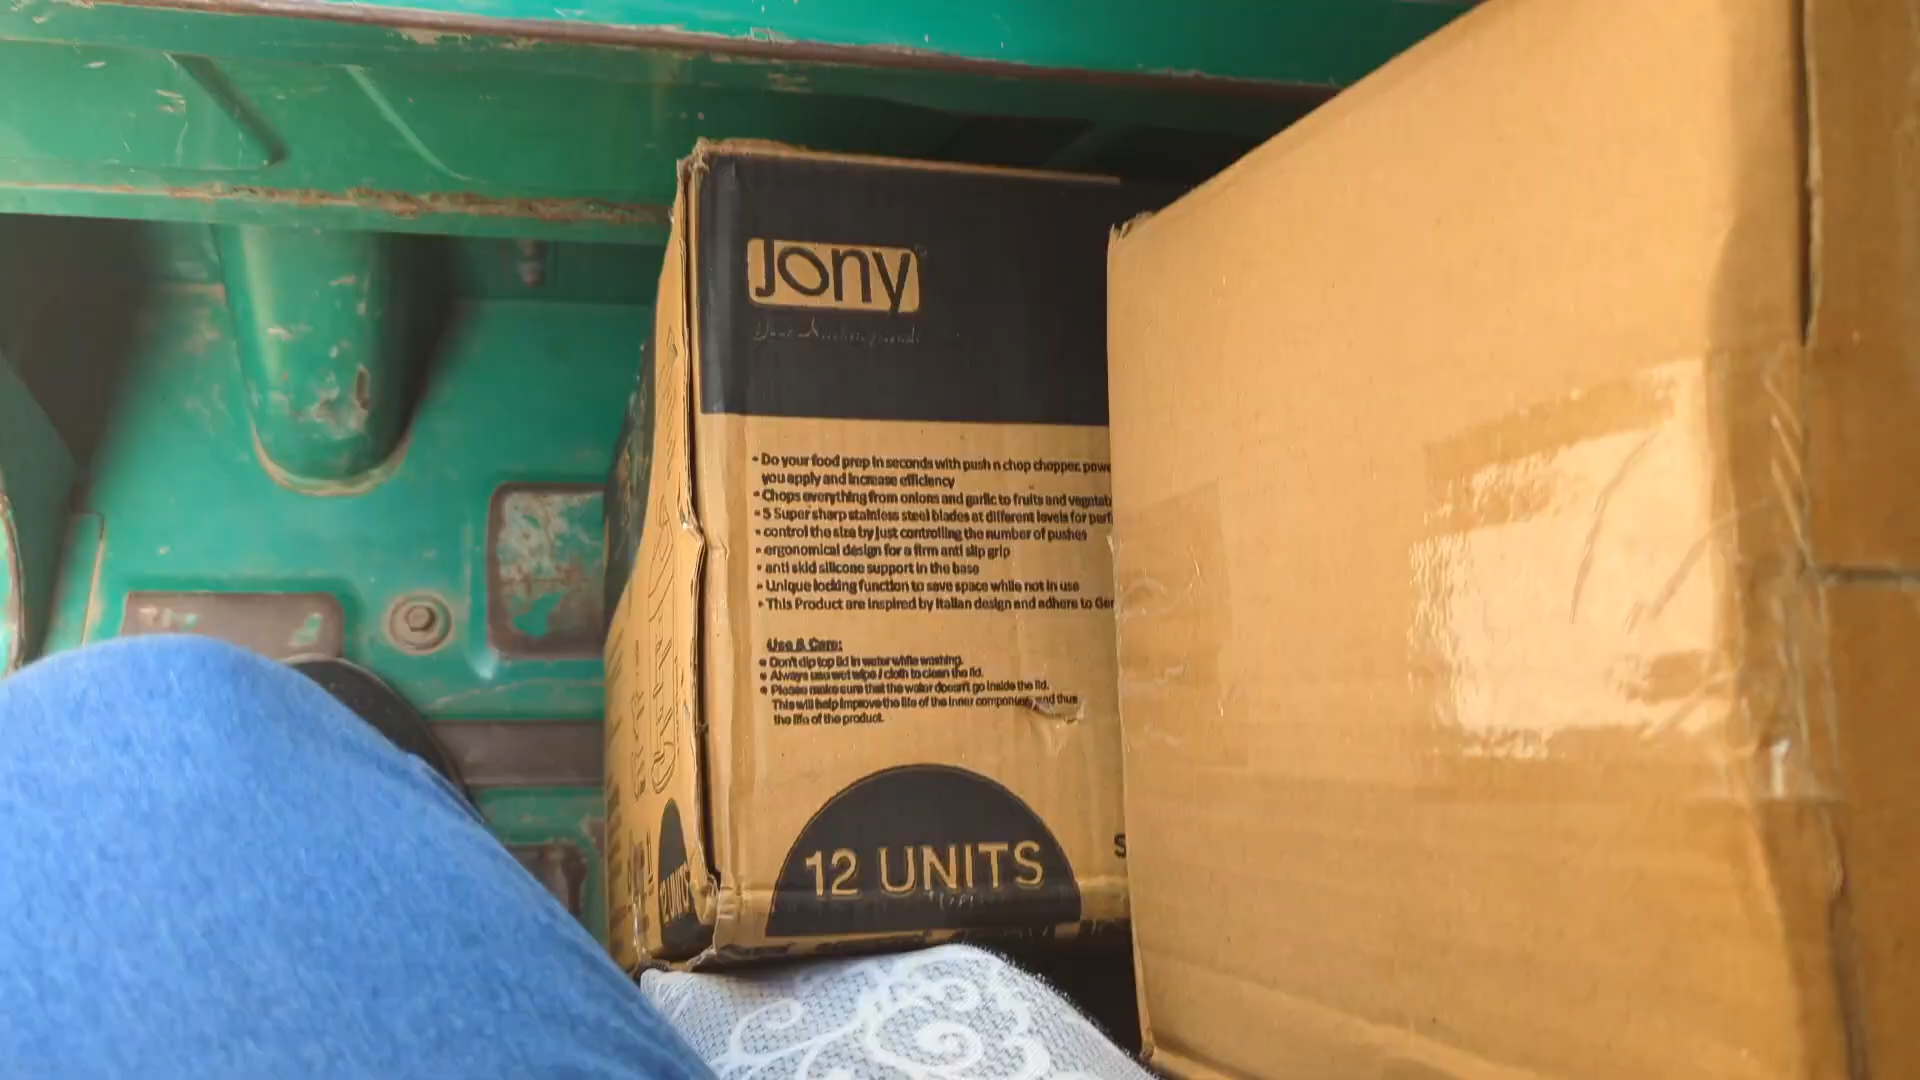 Jony
• Do your food prep in seconds with push n chop chopper, powe
you apply and increase efficiency
• Chops everything from onions and garlic to fruits and vegetab
• 5 Super sharp stainless steel blades at different levels for perf
• control the size by just controlling the number of pushes
• ergonomical design for a firm anti slip grip
• anti skid silicone support in the base
• Unique locking function to save space while not in use
• This Product are inspired by Italian design and adhere to Ger
Use & Care:
• Don't dip top lid in water while washing.
• Always use wet wipe / cloth to clean the lid.
• Please make sure that the water doesn't go inside the lid.
This will help improve the life of the inner components and thus
the life of the product.
12 UNITS
S
12 UNITS